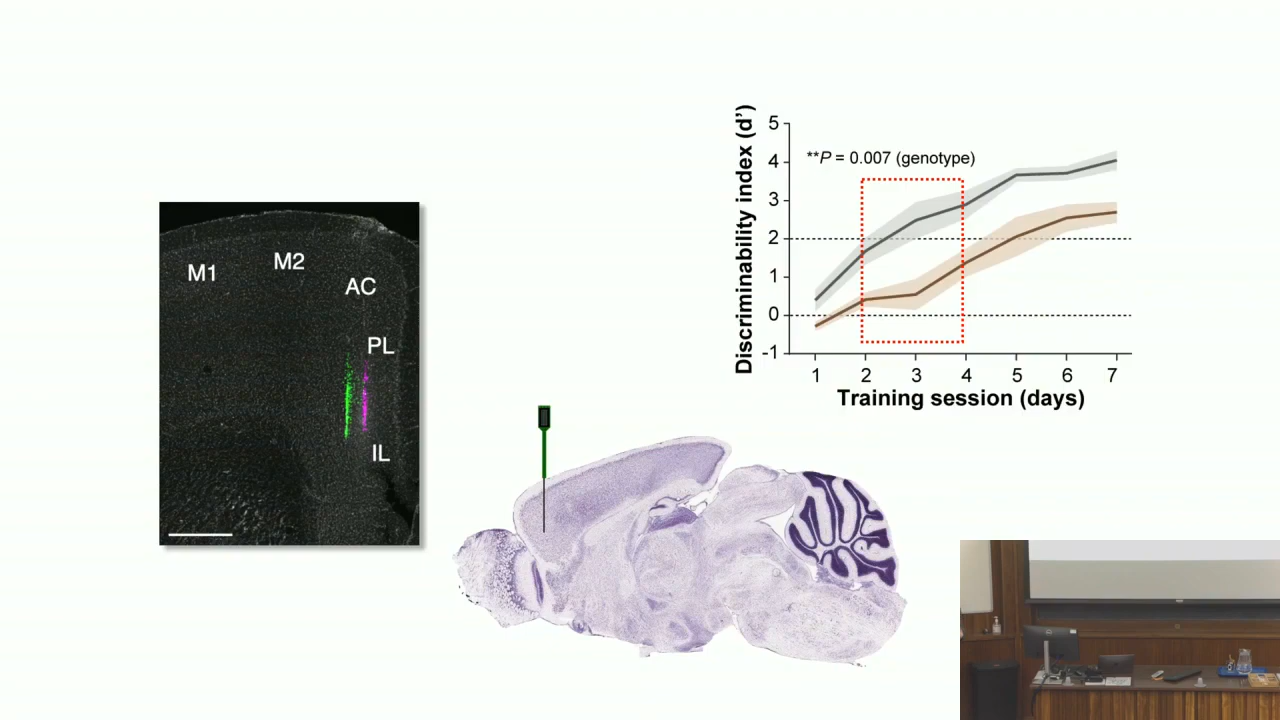 M1
M2
AC
PL
IL
Discriminability index (d’)
5
4
3
2
1
0
-1
**P = 0.007 (genotype)
1 2 3 4 5 6 7
Training session (days)